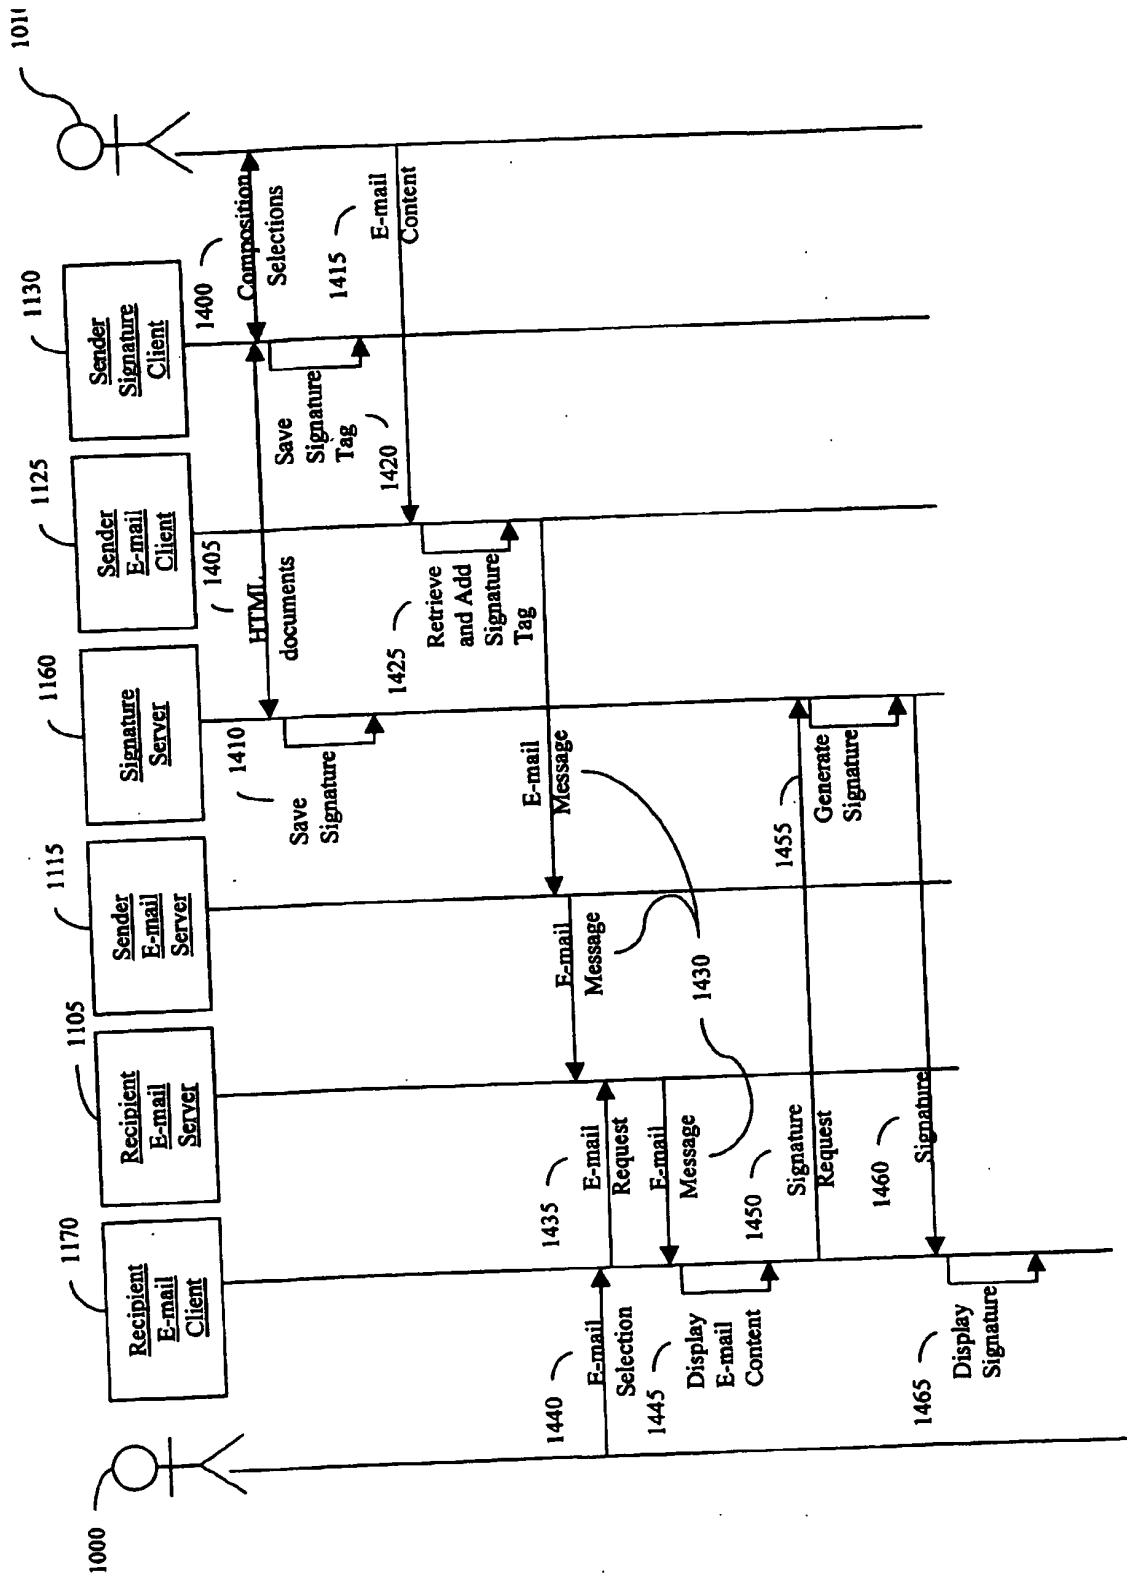 1000
1170
1105
1115
1160
1125
1130
Recipient
E-mail
Client
Recipient
E-mail
Server
Sender
E-mail
Server
Signature
Server
Sender
E-mail
Client
Sender
Signature
Client
1400
Composition
Selections
1405
HTML
documents
1410
Save
Signature
Save
Signature
Tag
1420
1415
E-mail
Content
1425
Retrieve
and Add
Signature
Tag
E-mail
Message
E-mail
Message
1430
1435
E-mail
Request
1440
E-mail
Selection
E-mail
Message
1445
Display
E-mail
Content
1450
Signature
Request
1455
Generate
Signature
1460
Signature
1465
Display
Signature